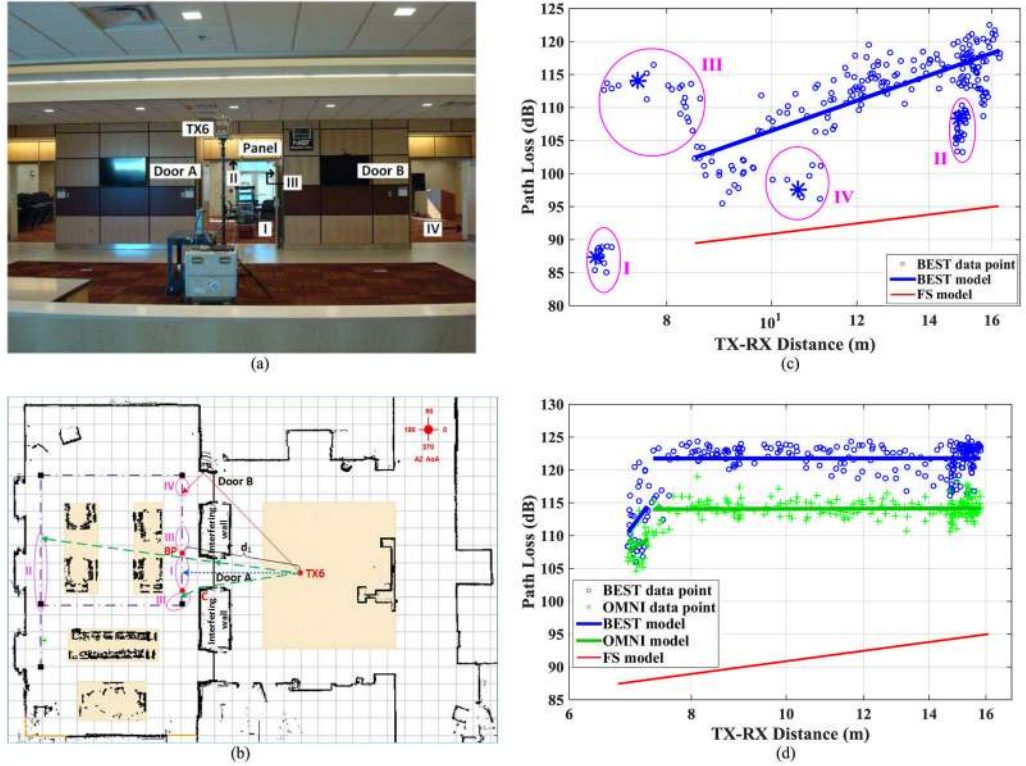 TX6
Panel
Door A
II
III
Door B
I
IV
(a)
90
180
0
270
AZ AoA
Door B
IV
Interfering
wall
III
BP
d₁
II
I
TX6
Door A
III
C
Interfering
wall
(b)
Path Loss (dB)
125
120
115
110
105
100
95
90
85
80
III
II
IV
I
BEST data point
BEST model
FS model
8
10¹
12
14
16
TX-RX Distance (m)
(c)
Path Loss (dB)
130
125
120
115
110
105
100
95
90
85
BEST data point
OMNI data point
BEST model
OMNI model
FS model
6
8
10
12
14
16
TX-RX Distance (m)
(d)